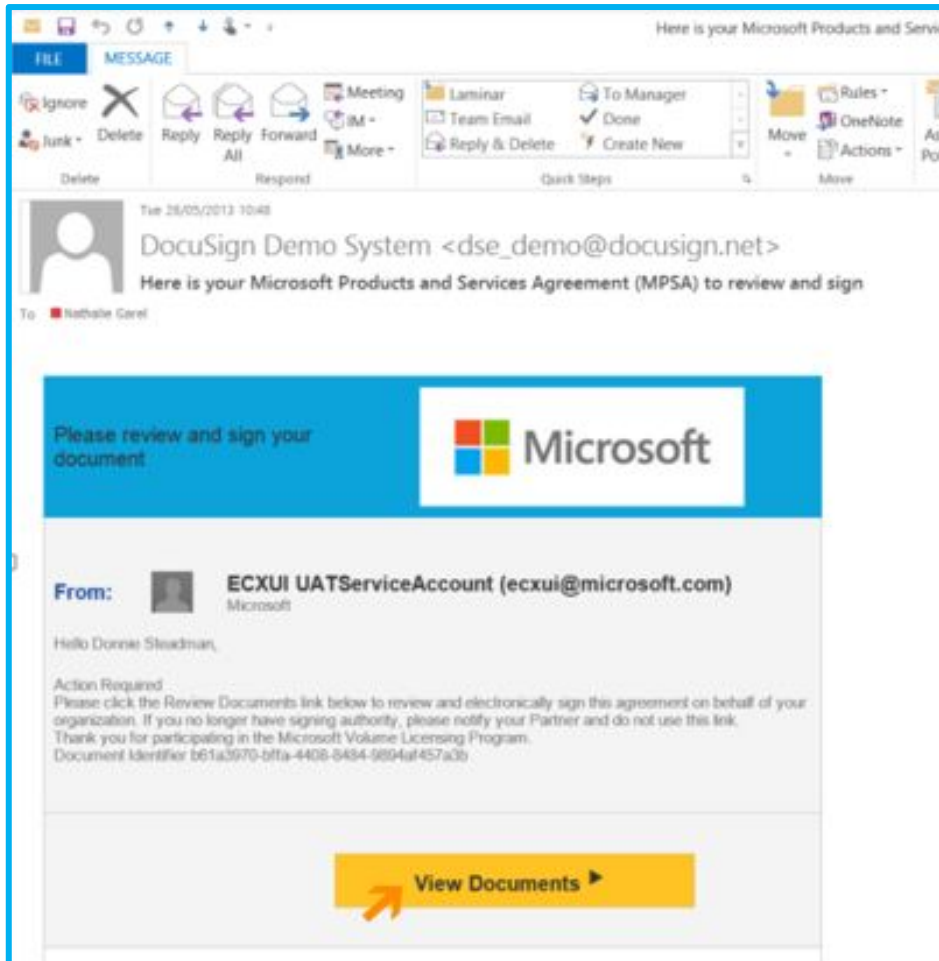 Here is your Microsoft Products and Servi
FILE MESSAGE
Ignore
Junk
Delete
Reply
Reply All
Forward
Meeting
IM
More
Laminar
Team Email
Reply & Delete
To Manager
Done
Create New
Move
Rules
OneNote
Actions
Delete Respond Quick Steps Move
Tue 28/05/2013 10:48
DocuSign Demo System <dse_demo@docusign.net>
Here is your Microsoft Products and Services Agreement (MPSA) to review and sign
To Nathalie Garel
Please review and sign your
document
Microsoft
From: ECXUI UATServiceAccount (ecxui@microsoft.com)
Microsoft
Hello Donnie Steadman,
Action Required
Please click the Review Documents link below to review and electronically sign this agreement on behalf of your
organization. If you no longer have signing authority, please notify your Partner and do not use this link.
Thank you for participating in the Microsoft Volume Licensing Program.
Document Identifier b61a3970-bffa-4408-8484-9894af457a3b
View Documents